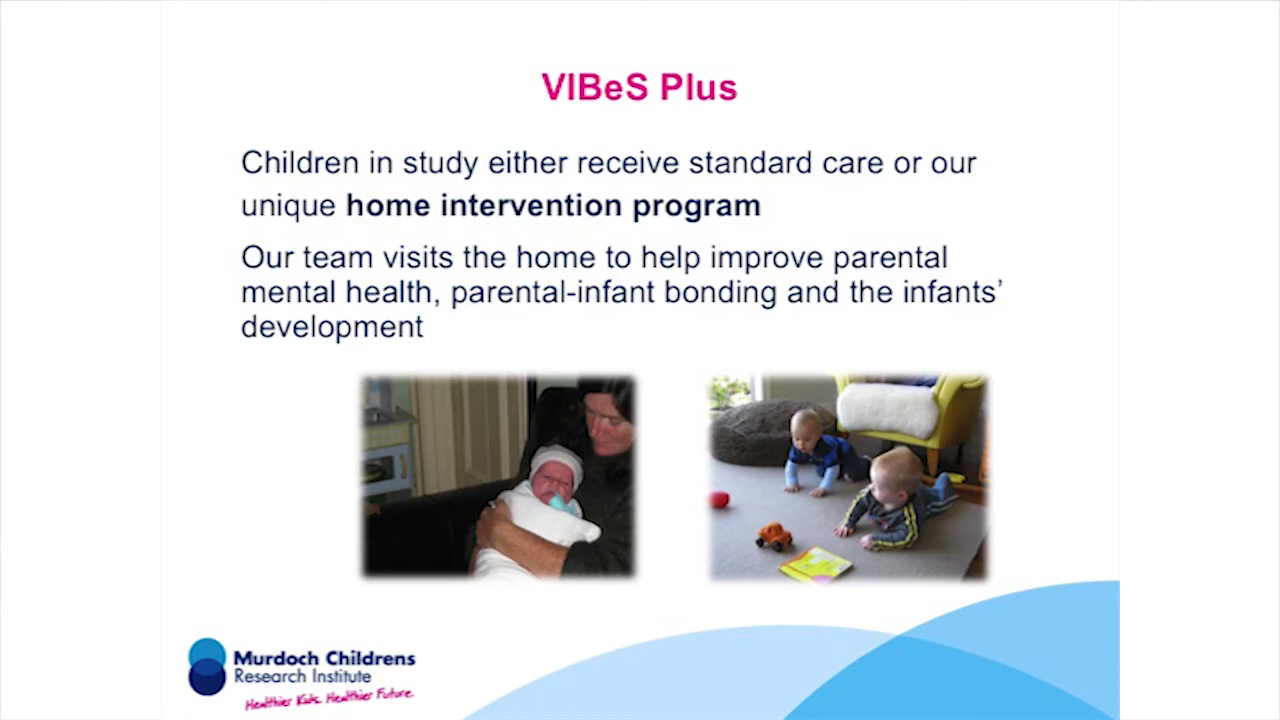 VIBeS Plus
Children in study either receive standard care or our
unique home intervention program
Our team visits the home to help improve parental
mental health, parental-infant bonding and the infants’
development
Murdoch Childrens
Research Institute
Healthier Kids. Healthier Future.